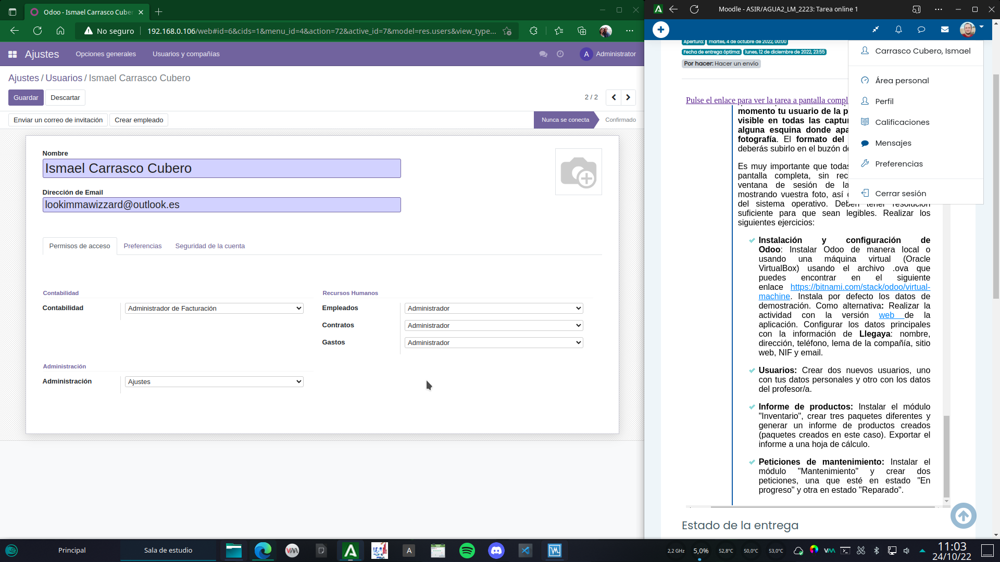 Odoo - Ismael Carrasco Cuber
No seguro
192.168.0.106/web#id=6&cids=1&menu_id=4&action=72&active_id=7&model=res.users&view_type...
Ajustes
Opciones generales
Usuarios y compañías
A
Administrator
Ajustes / Usuarios / Ismael Carrasco Cubero
Guardar
Descartar
2 / 2
Enviar un correo de invitación
Crear empleado
Nunca se conecta
Confirmado
Nombre
Ismael Carrasco Cubero
Dirección de Email
lookimmawizzard@outlook.es
Permisos de acceso
Preferencias
Seguridad de la cuenta
Contabilidad
Contabilidad
Administrador de Facturación
Recursos Humanos
Empleados
Administrador
Contratos
Administrador
Gastos
Administrador
Administración
Administración
Ajustes
Moodle - ASIR/AGUA2_LM_2223: Tarea online 1
Apertura: martes, 4 de octubre de 2022, 00:00
Fecha de entrega óptima: lunes, 12 de diciembre de 2022, 23:55
Por hacer: Hacer un envío
Carrasco Cubero, Ismael
Área personal
Perfil
Calificaciones
Mensajes
Preferencias
Cerrar sesión
Pulse el enlace para ver la tarea a pantalla compl
momento tu usuario de la p
visible en todas las captur
alguna esquina donde apa
fotografía. El formato del
deberás subirlo en el buzón de
Es muy importante que todas
pantalla completa, sin rec
ventana de sesión de la
mostrando vuestra foto, así
del sistema operativo. Deben tener resolución
suficiente para que sean legibles. Realizar los
siguientes ejercicios:
Instalación y configuración de
Odoo: Instalar Odoo de manera local o
usando una máquina virtual (Oracle
VirtualBox) usando el archivo .ova que
puedes encontrar en el siguiente
enlace https://bitnami.com/stack/odoo/virtual-
machine. Instala por defecto los datos de
demostración. Como alternativa: Realizar la
actividad con la versión web de la
aplicación. Configurar los datos principales
con la información de Llegaya: nombre,
dirección, teléfono, lema de la compañía, sitio
web, NIF y email.
Usuarios: Crear dos nuevos usuarios, uno
con tus datos personales y otro con los datos
del profesor/a.
Informe de productos: Instalar el módulo
"Inventario", crear tres paquetes diferentes y
generar un informe de productos creados
(paquetes creados en este caso). Exportar el
informe a una hoja de cálculo.
Peticiones de mantenimiento: Instalar el
módulo "Mantenimiento" y crear dos
peticiones, una que esté en estado "En
progreso" y otra en estado "Reparado".
Estado de la entrega
Principal
Sala de estudio
A
2,2 GHz
5,0%
52,8°C
50,0°C
53,0°C
11:03
24/10/22